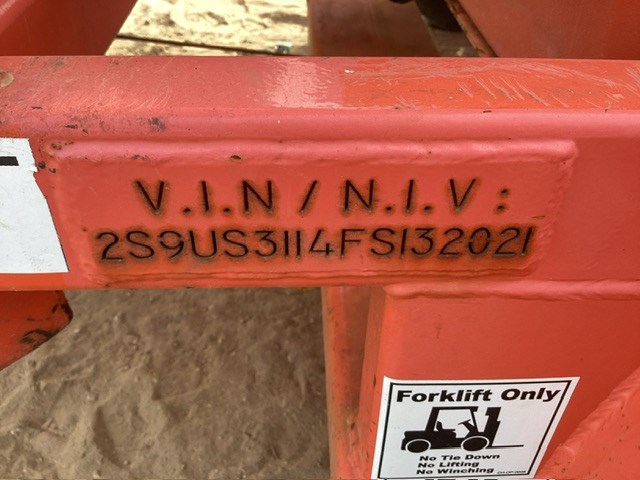 V.I.N / N.I.V :
2S9US3114FS132021
Forklift Only
No Tie Down
No Lifting
No Winching